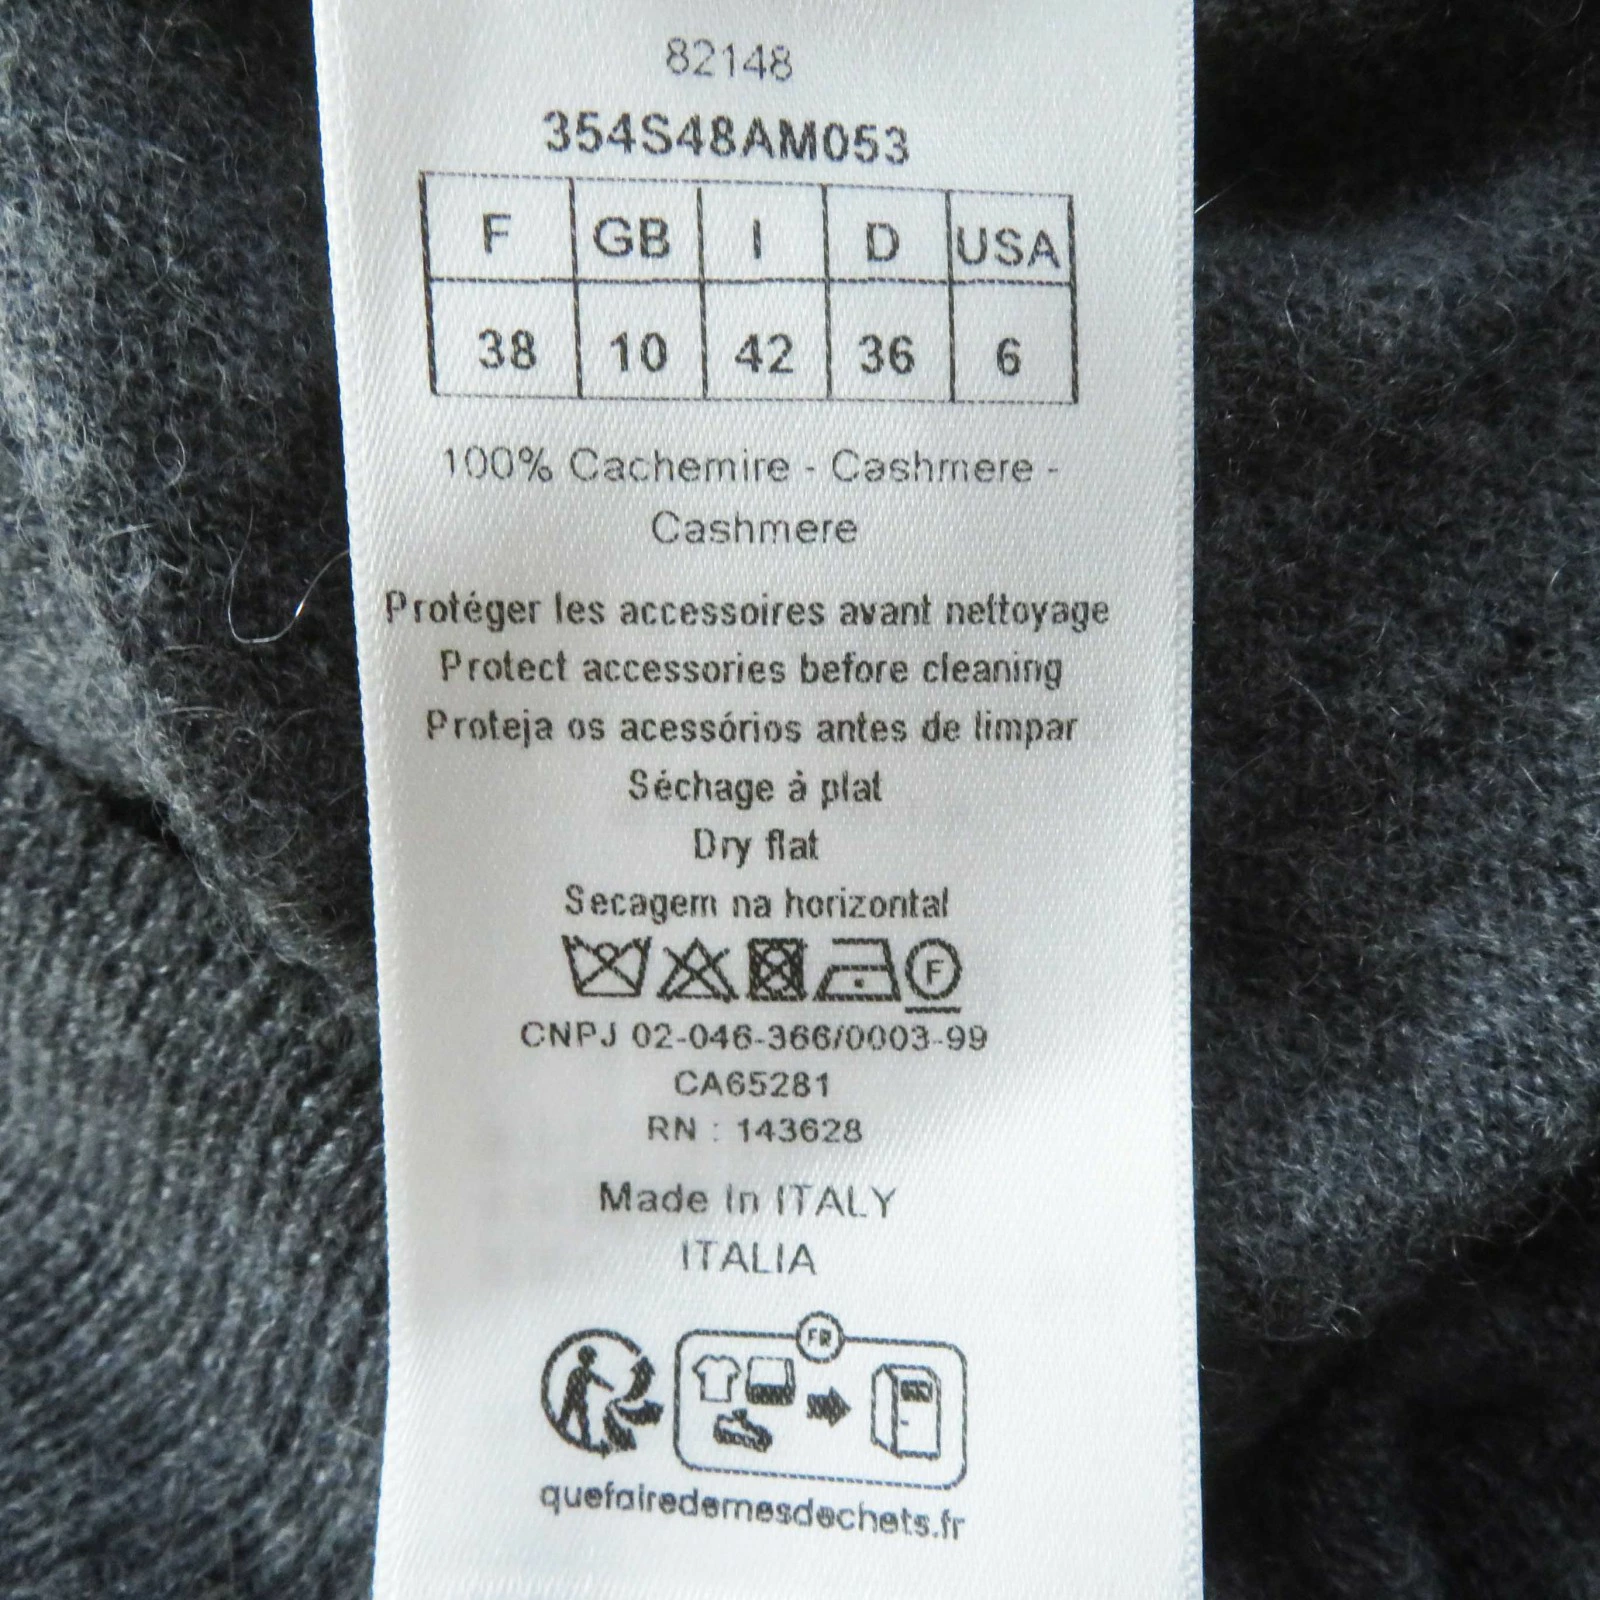 82148
354S48AM053
F GB I D USA
38 10 42 36 6
100% Cachemire - Cashmere -
Cashmere
Protéger les accessoires avant nettoyage
Protect accessories before cleaning
Proteja os acessórios antes de limpar
Séchage à plat
Dry flat
Secagem na horizontal
F
CNPJ 02-046-366/0003-99
CA65281
RN : 143628
Made in ITALY
ITALIA
FR
quefairedemesdechets.fr